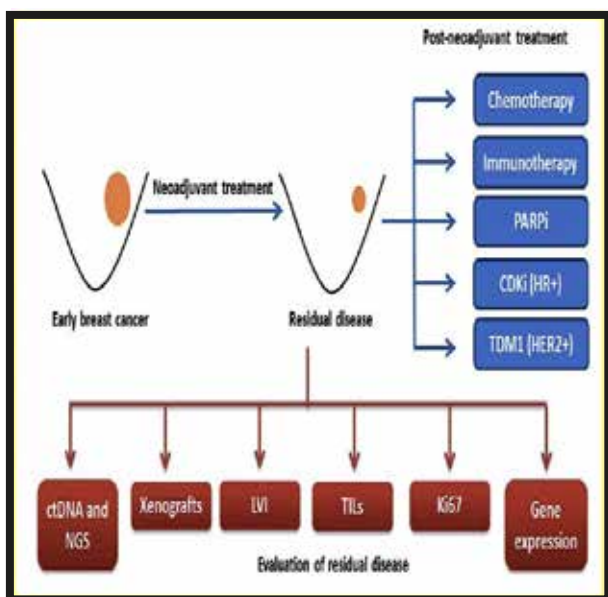 Post-neoadjuvant treatment
Chemotherapy
Immunotherapy
PARPi
CDKi (HR+)
TDM1 (HER2+)
Neoadjuvant treatment
Early breast cancer
Residual disease
ctDNA and
NGS
Xenografts
LVI
TILs
Ki67
Gene
expression
Evaluation of residual disease